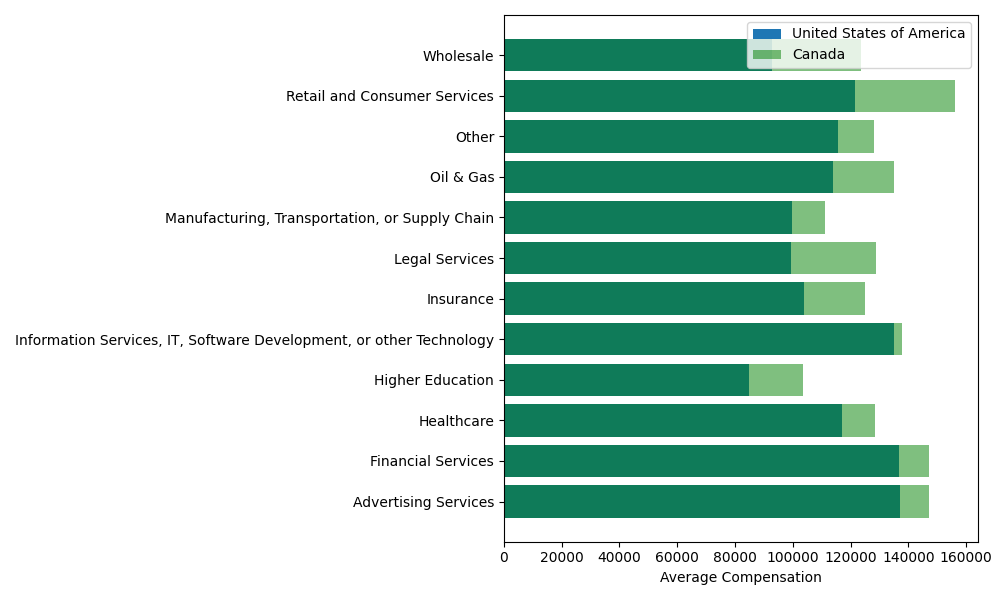 United States of America
Canada
Wholesale
Retail and Consumer Services
Other
Oil & Gas
Manufacturing, Transportation, or Supply Chain
Legal Services
Insurance
Information Services, IT, Software Development, or other Technology
Higher Education
Healthcare
Financial Services
Advertising Services
0 20000 40000 60000 80000 100000 120000 140000 160000
Average Compensation